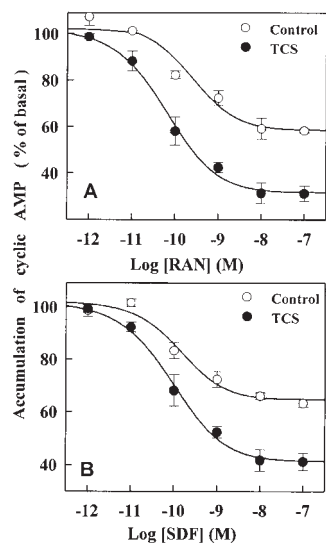 Accumulation of cyclic AMP ( % of basal)
100
80
60
40
Control
TCS
A
-12 -11 -10 -9 -8 -7
Log [RAN] (M)
100
80
60
40
Control
TCS
B
-12 -11 -10 -9 -8 -7
Log [SDF] (M)